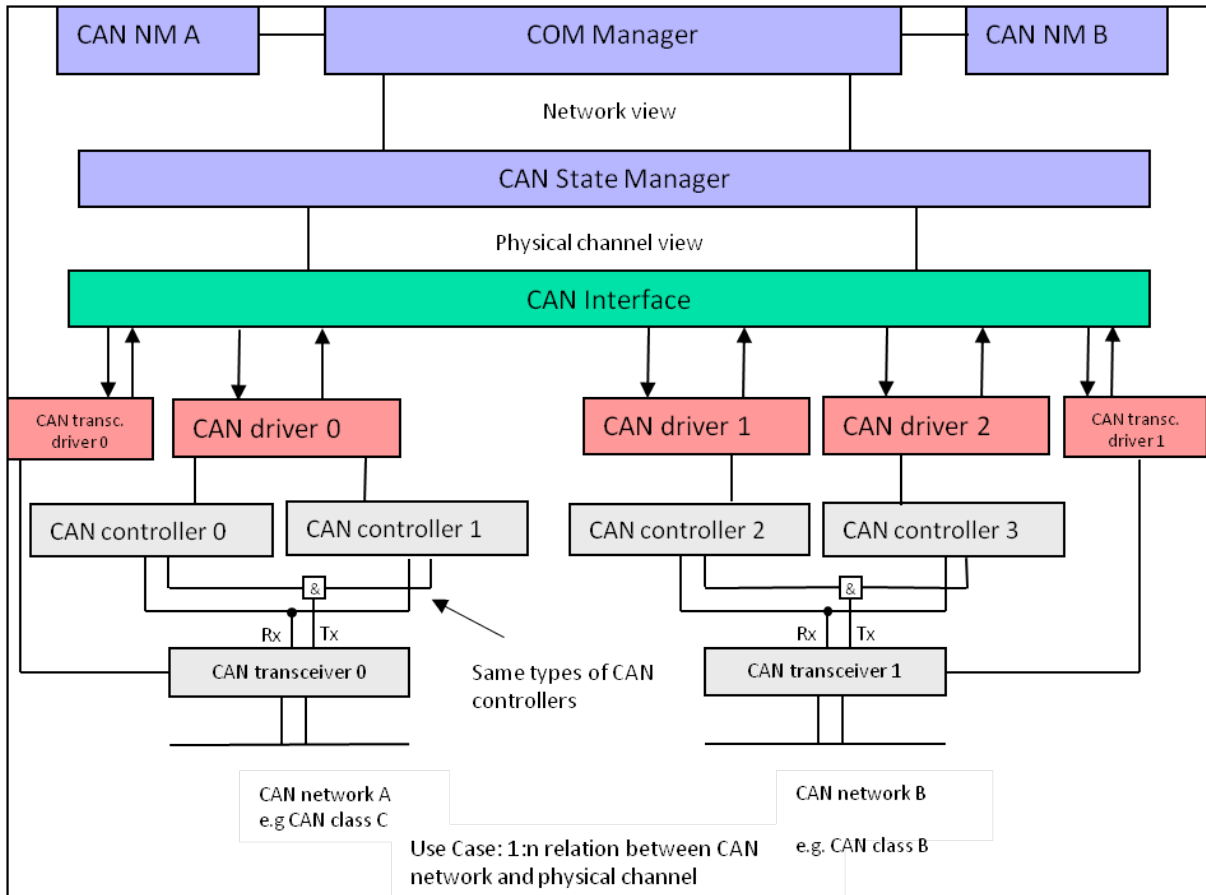 CAN NM A
COM Manager
CAN NM B
Network view
CAN State Manager
Physical channel view
CAN Interface
CAN transc.
driver 0
CAN driver 0
CAN driver 1
CAN driver 2
CAN transc.
driver 1
CAN controller 0
CAN controller 1
CAN controller 2
CAN controller 3
&
&
Rx
Tx
Rx
Tx
CAN transceiver 0
CAN transceiver 1
Same types of CAN
controllers
CAN network A
e.g CAN class C
CAN network B
e.g. CAN class B
Use Case: 1:n relation between CAN
network and physical channel